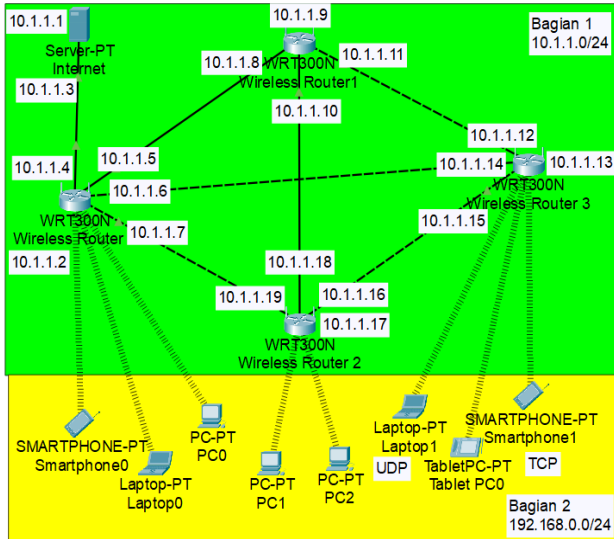 10.1.1.1
Server-PT
Internet
10.1.1.3
10.1.1.9
WRT300N
Wireless Router1
10.1.1.8
10.1.1.11
10.1.1.10
Bagian 1
10.1.1.0/24
10.1.1.4
10.1.1.5
10.1.1.6
WRT300N
Wireless Router
10.1.1.7
10.1.1.2
10.1.1.12
10.1.1.14
10.1.1.13
WRT300N
Wireless Router 3
10.1.1.15
10.1.1.18
10.1.1.19
10.1.1.16
10.1.1.17
WRT300N
Wireless Router 2
SMARTPHONE-PT
Smartphone0
Laptop-PT
Laptop0
PC-PT
PC0
PC-PT
PC1
PC-PT
PC2
Laptop-PT
Laptop1
UDP
TabletPC-PT
Tablet PC0
SMARTPHONE-PT
Smartphone1
TCP
Bagian 2
192.168.0.0/24